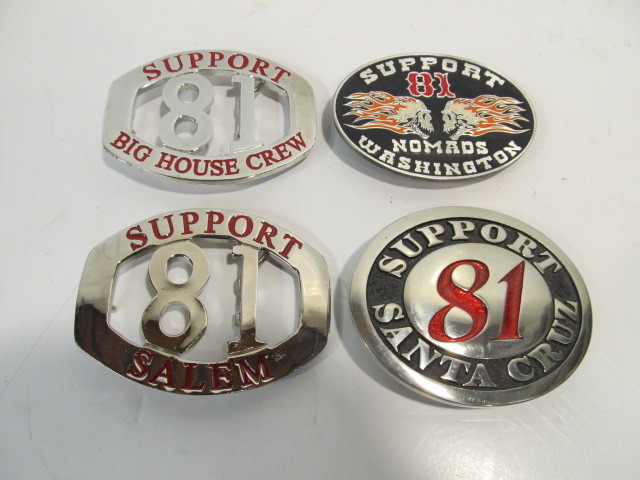 SUPPORT
81
BIG HOUSE CREW
SUPPORT
81
NOMADS
WASHINGTON
SUPPORT
81
SALEM
SUPPORT
81
SANTA CRUZ